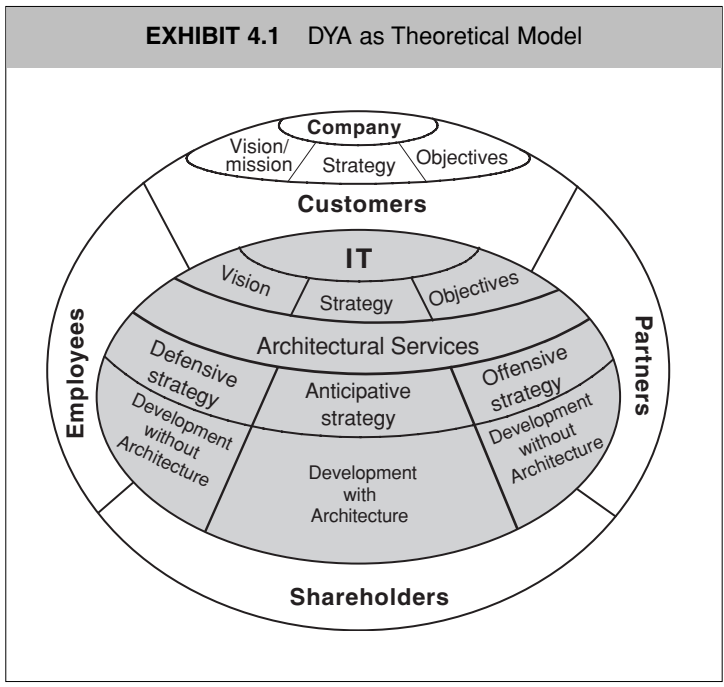 EXHIBIT 4.1 DYA as Theoretical Model
Company
Vision/
mission
Strategy
Objectives
Customers
IT
Vision
Strategy
Objectives
Architectural Services
Employees
Partners
Defensive
strategy
Anticipative
strategy
Offensive
strategy
Development
without
Architecture
Development
with
Architecture
Development
without
Architecture
Shareholders